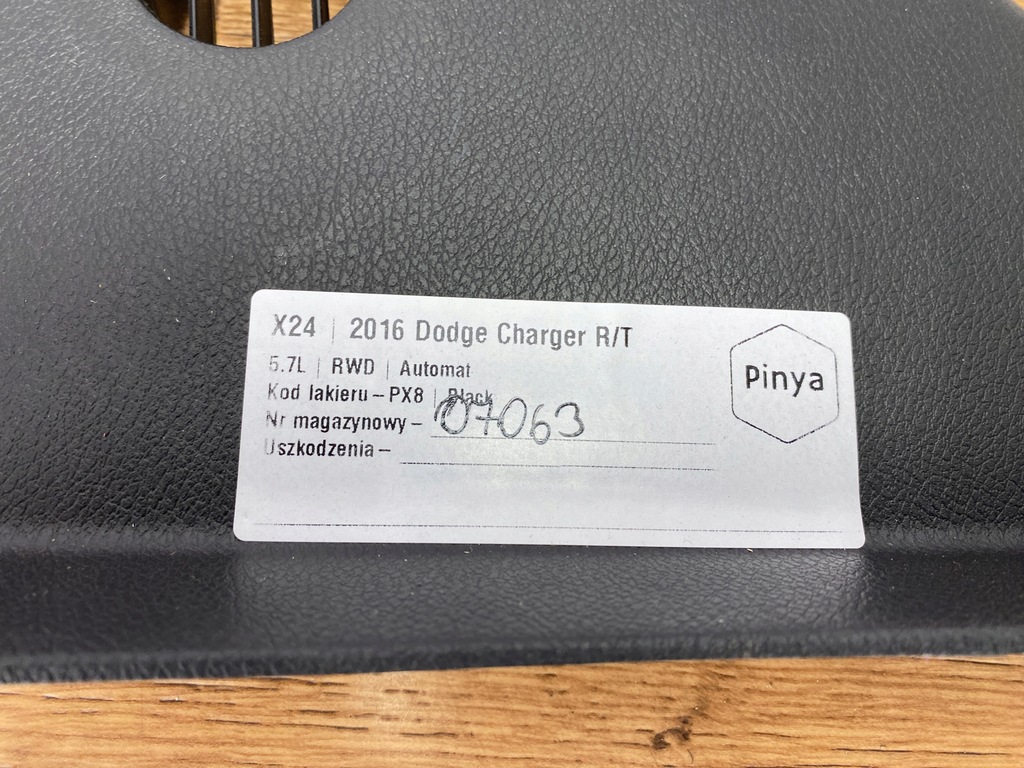 X24 | 2016 Dodge Charger R/T
5.7L | RWD | Automat
Kod lakieru – PX8 | Black
Nr magazynowy – 07063
Uszkodzenia –
Pinya